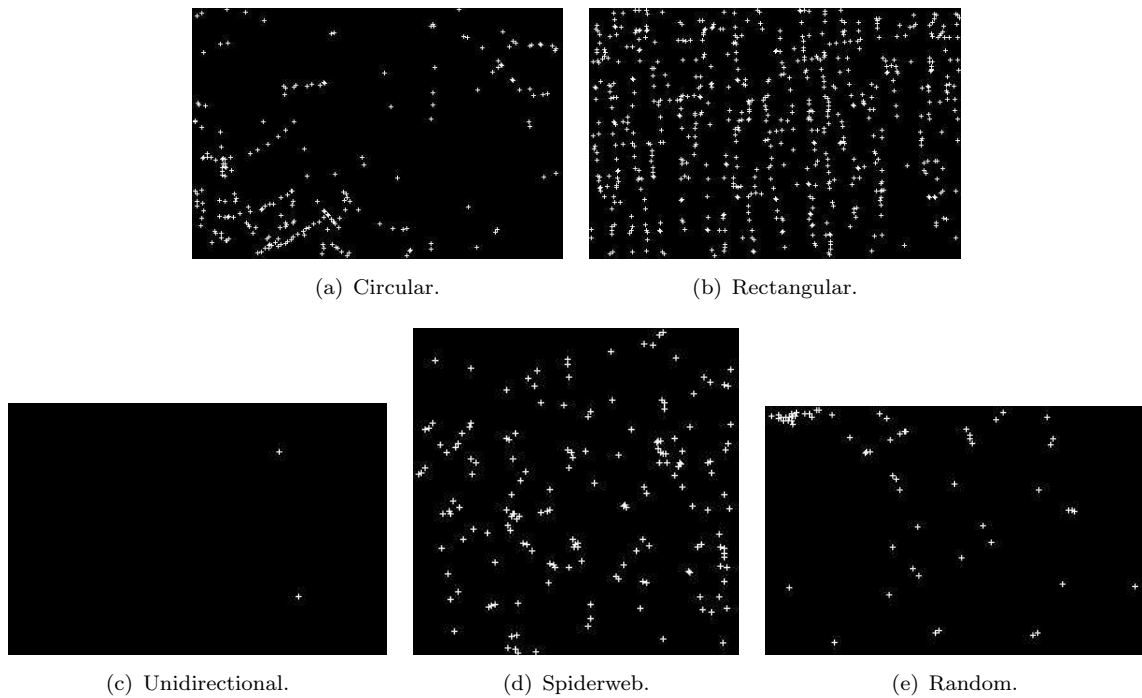 (a) Circular.
(b) Rectangular.
(c) Unidirectional.
(d) Spiderweb.
(e) Random.